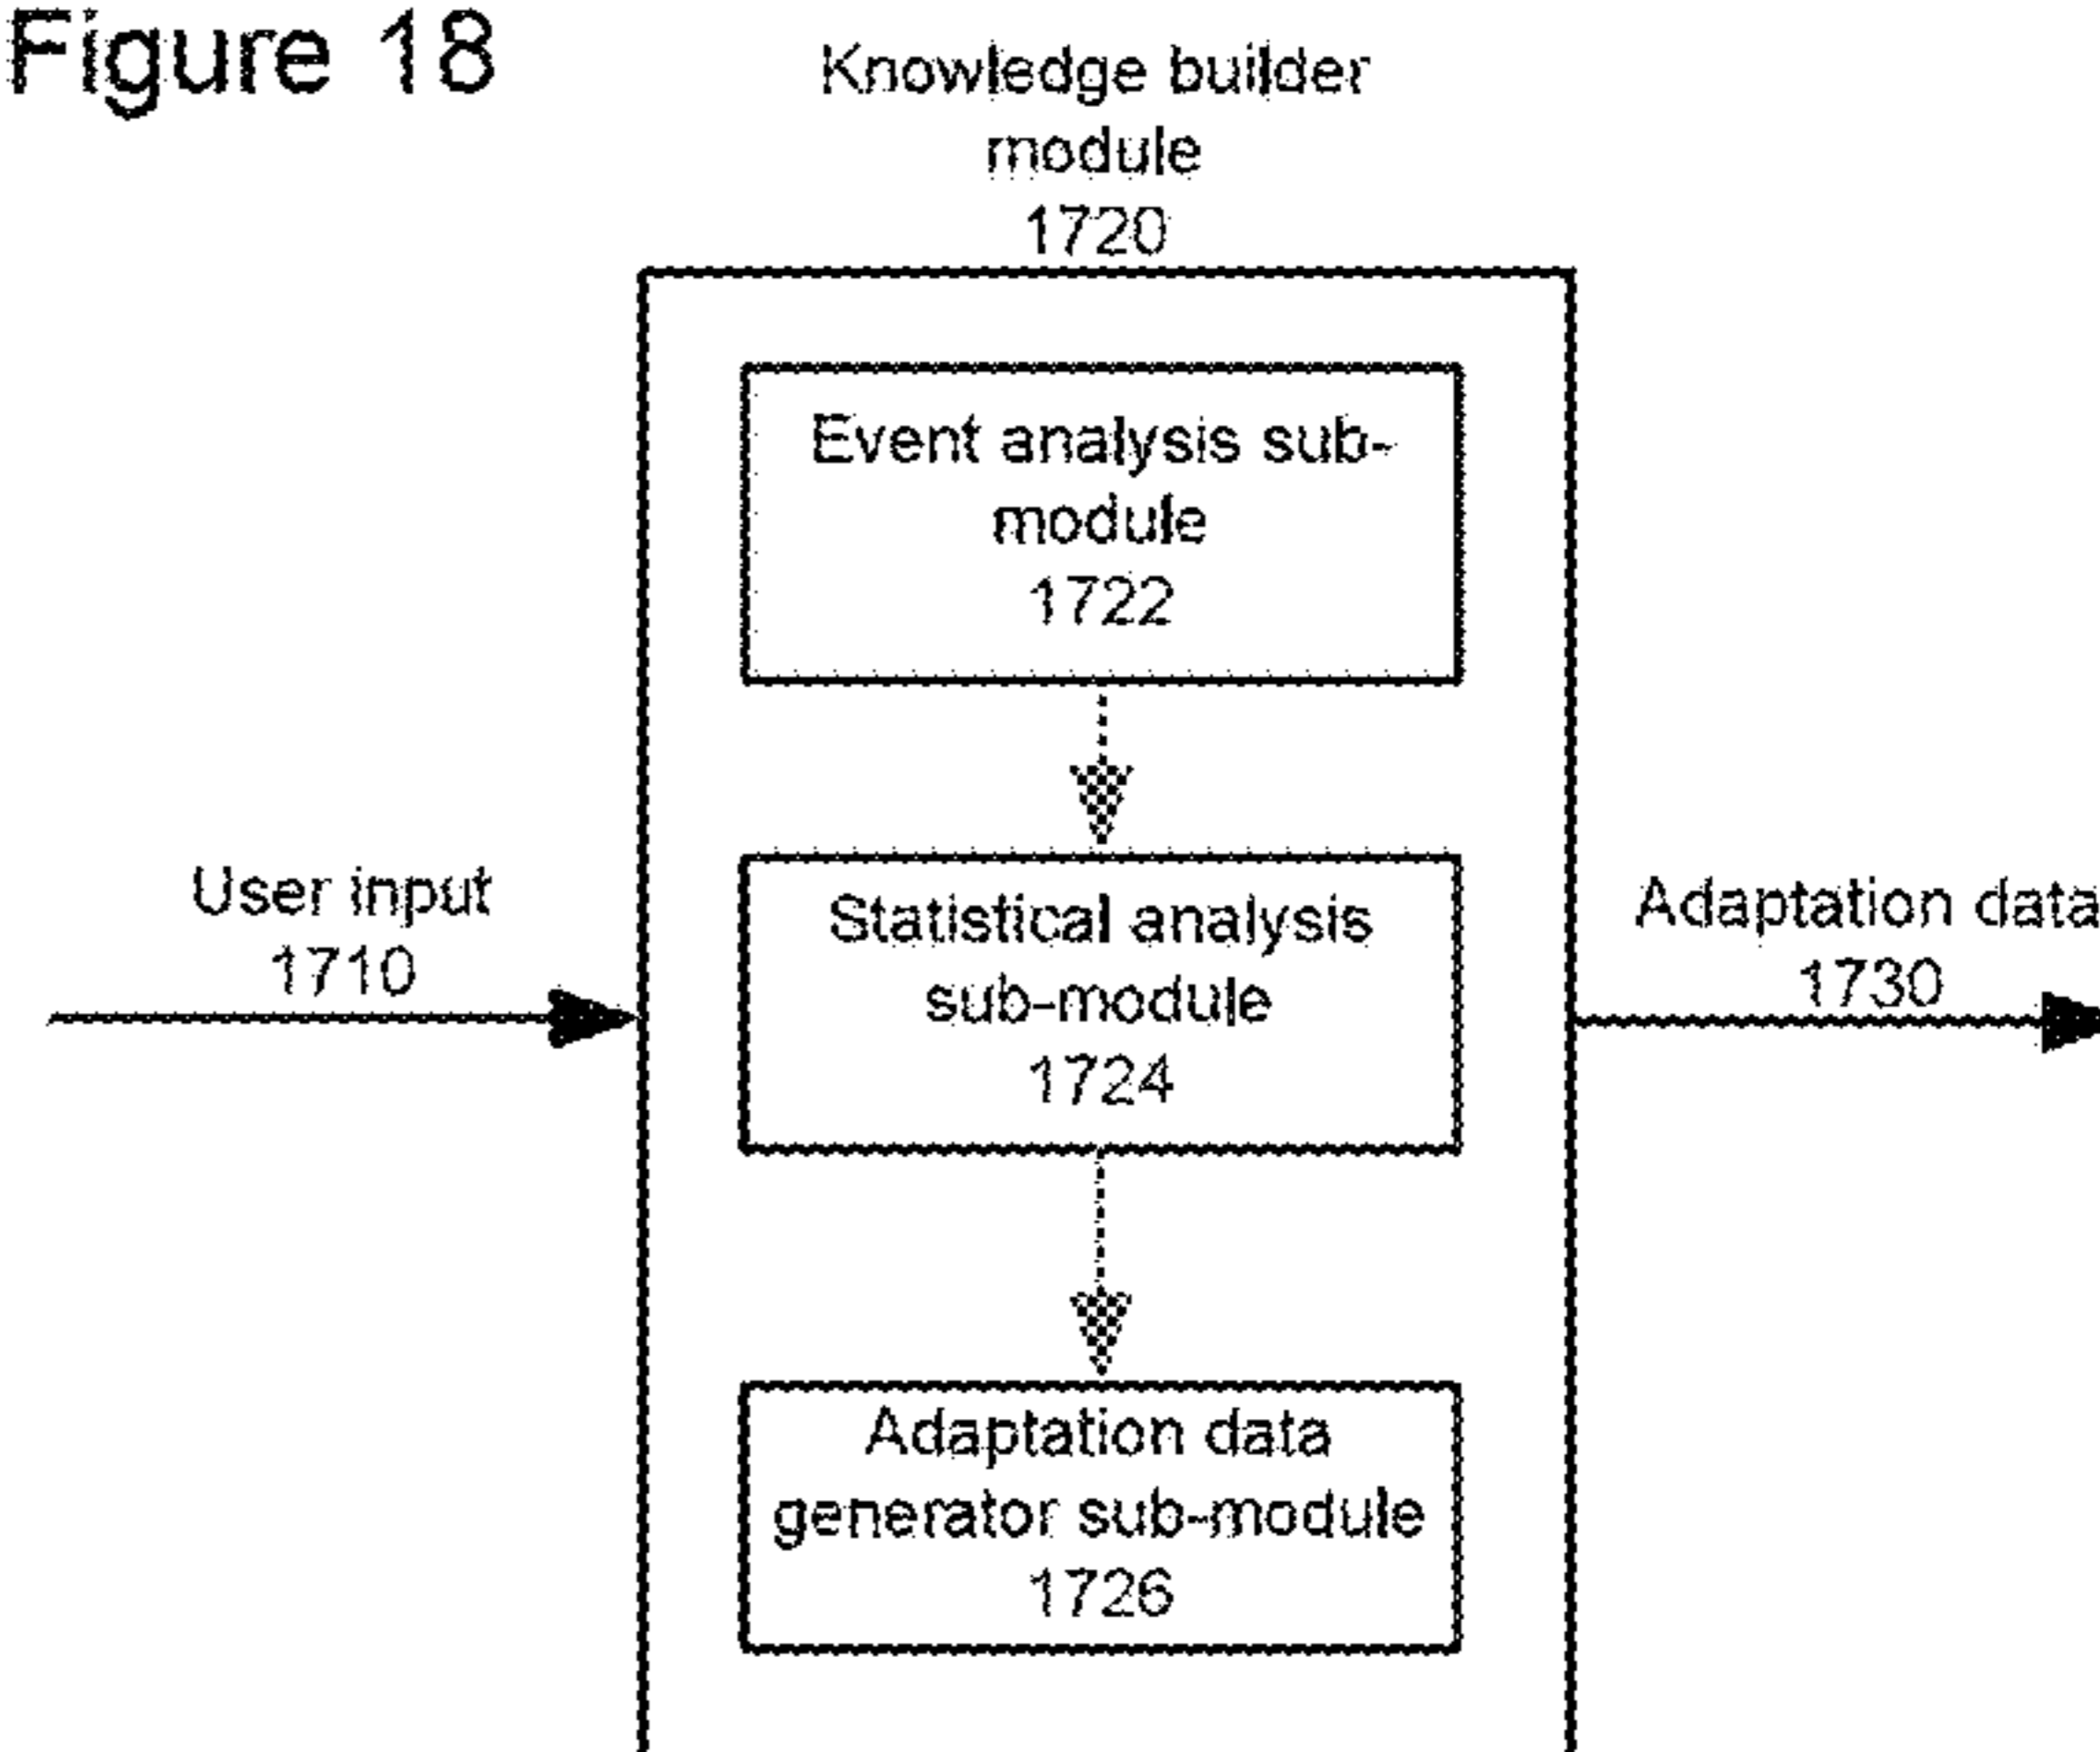 Figure 18
Knowledge builder
module
1720
Event analysis sub-
module
1722
User input
1710
Statistical analysis
sub-module
1724
Adaptation data
1730
Adaptation data
generator sub-module
1726